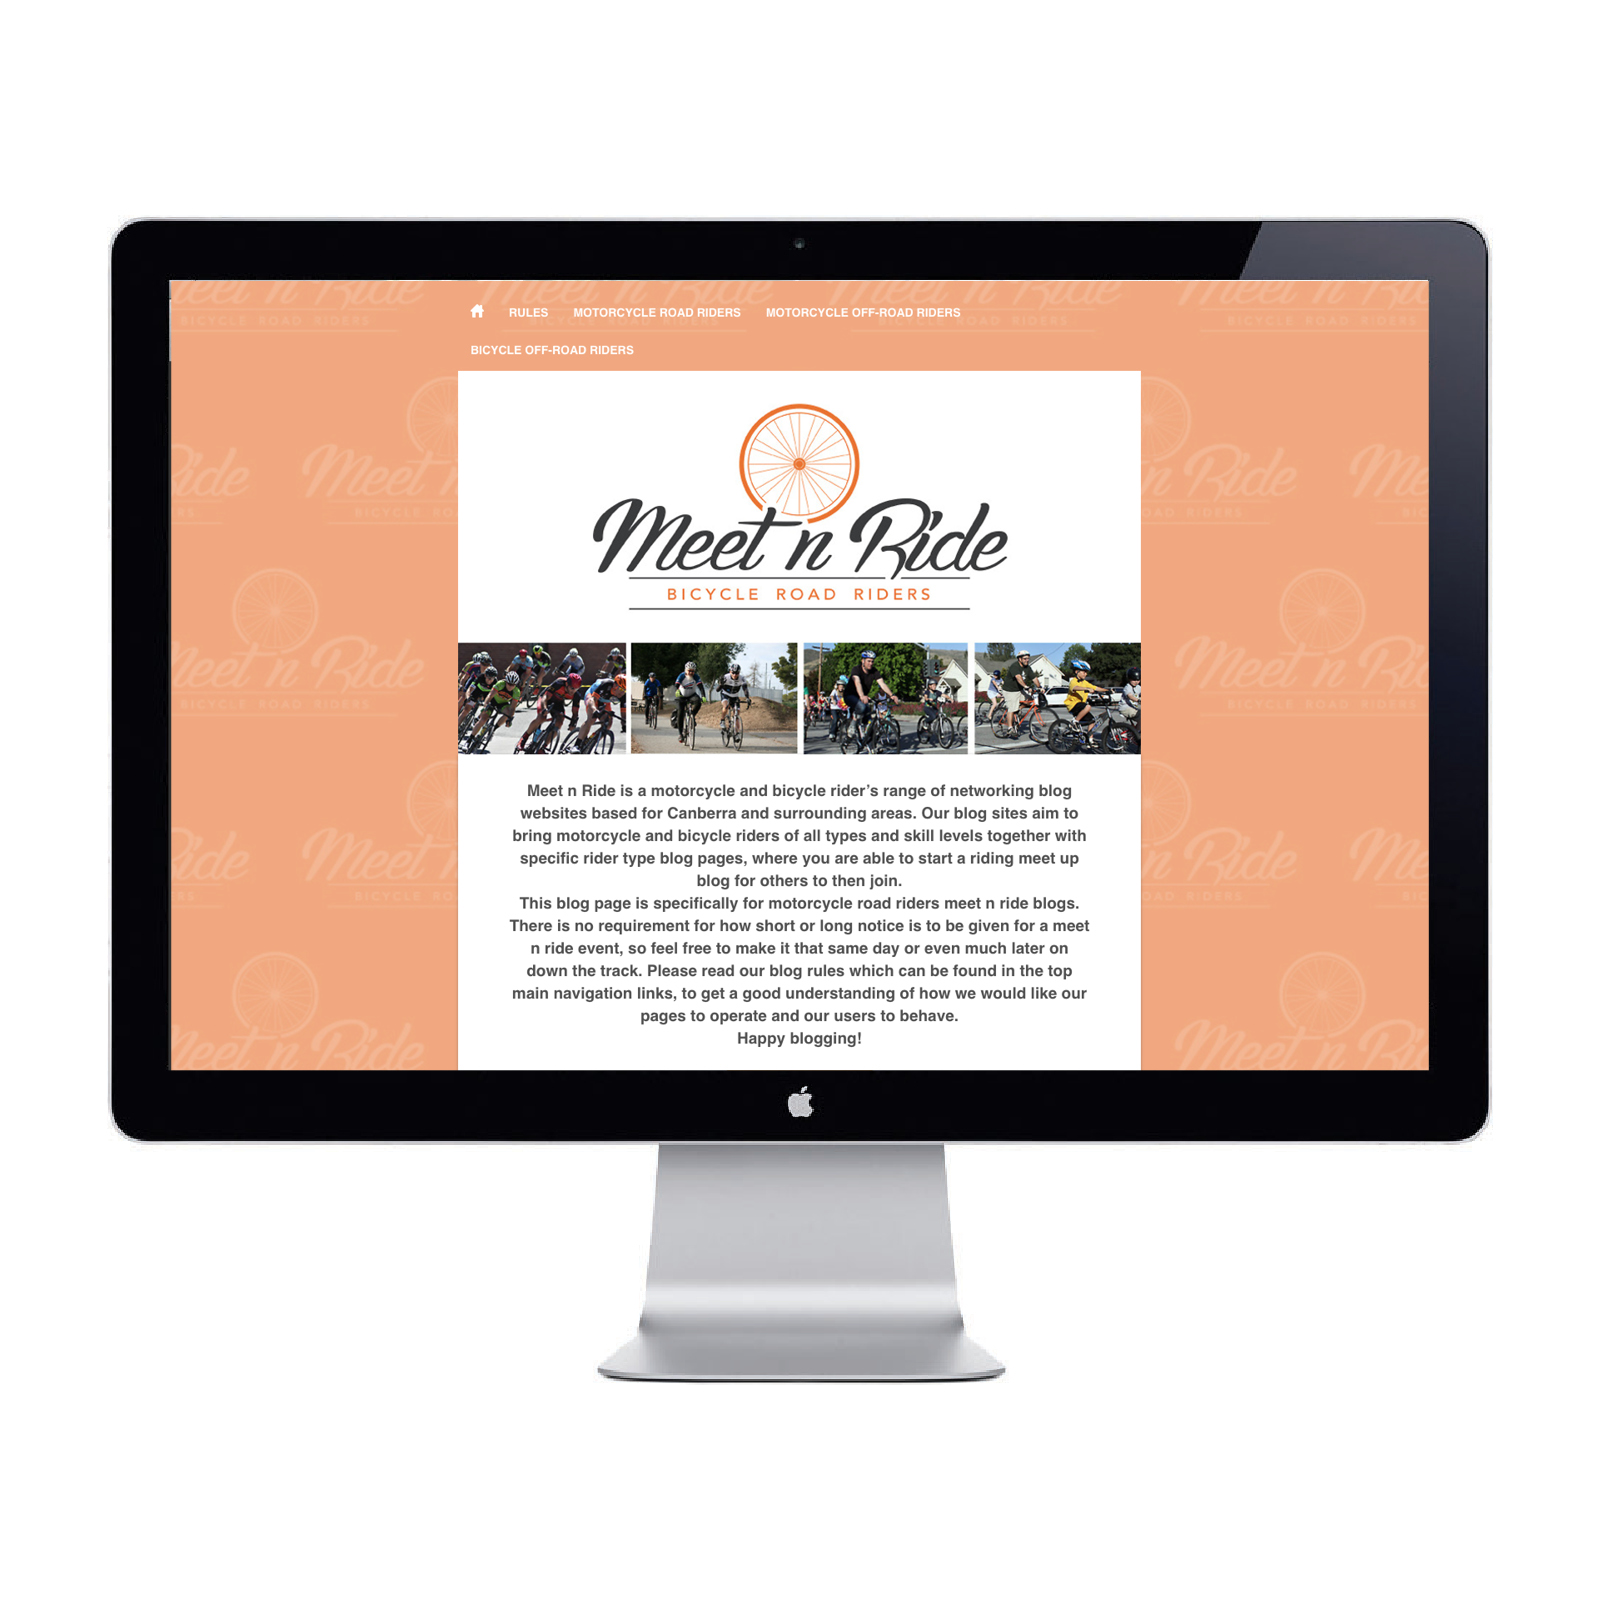 RULES MOTORCYCLE ROAD RIDERS MOTORCYCLE OFF-ROAD RIDERS
BICYCLE OFF-ROAD RIDERS
Meet n Ride
BICYCLE ROAD RIDERS
Meet n Ride is a motorcycle and bicycle rider’s range of networking blog
websites based for Canberra and surrounding areas. Our blog sites aim to
bring motorcycle and bicycle riders of all types and skill levels together with
specific rider type blog pages, where you are able to start a riding meet up
blog for others to then join.
This blog page is specifically for motorcycle road riders meet n ride blogs.
There is no requirement for how short or long notice is to be given for a meet
n ride event, so feel free to make it that same day or even much later on
down the track. Please read our blog rules which can be found in the top
main navigation links, to get a good understanding of how we would like our
pages to operate and our users to behave.
Happy blogging!